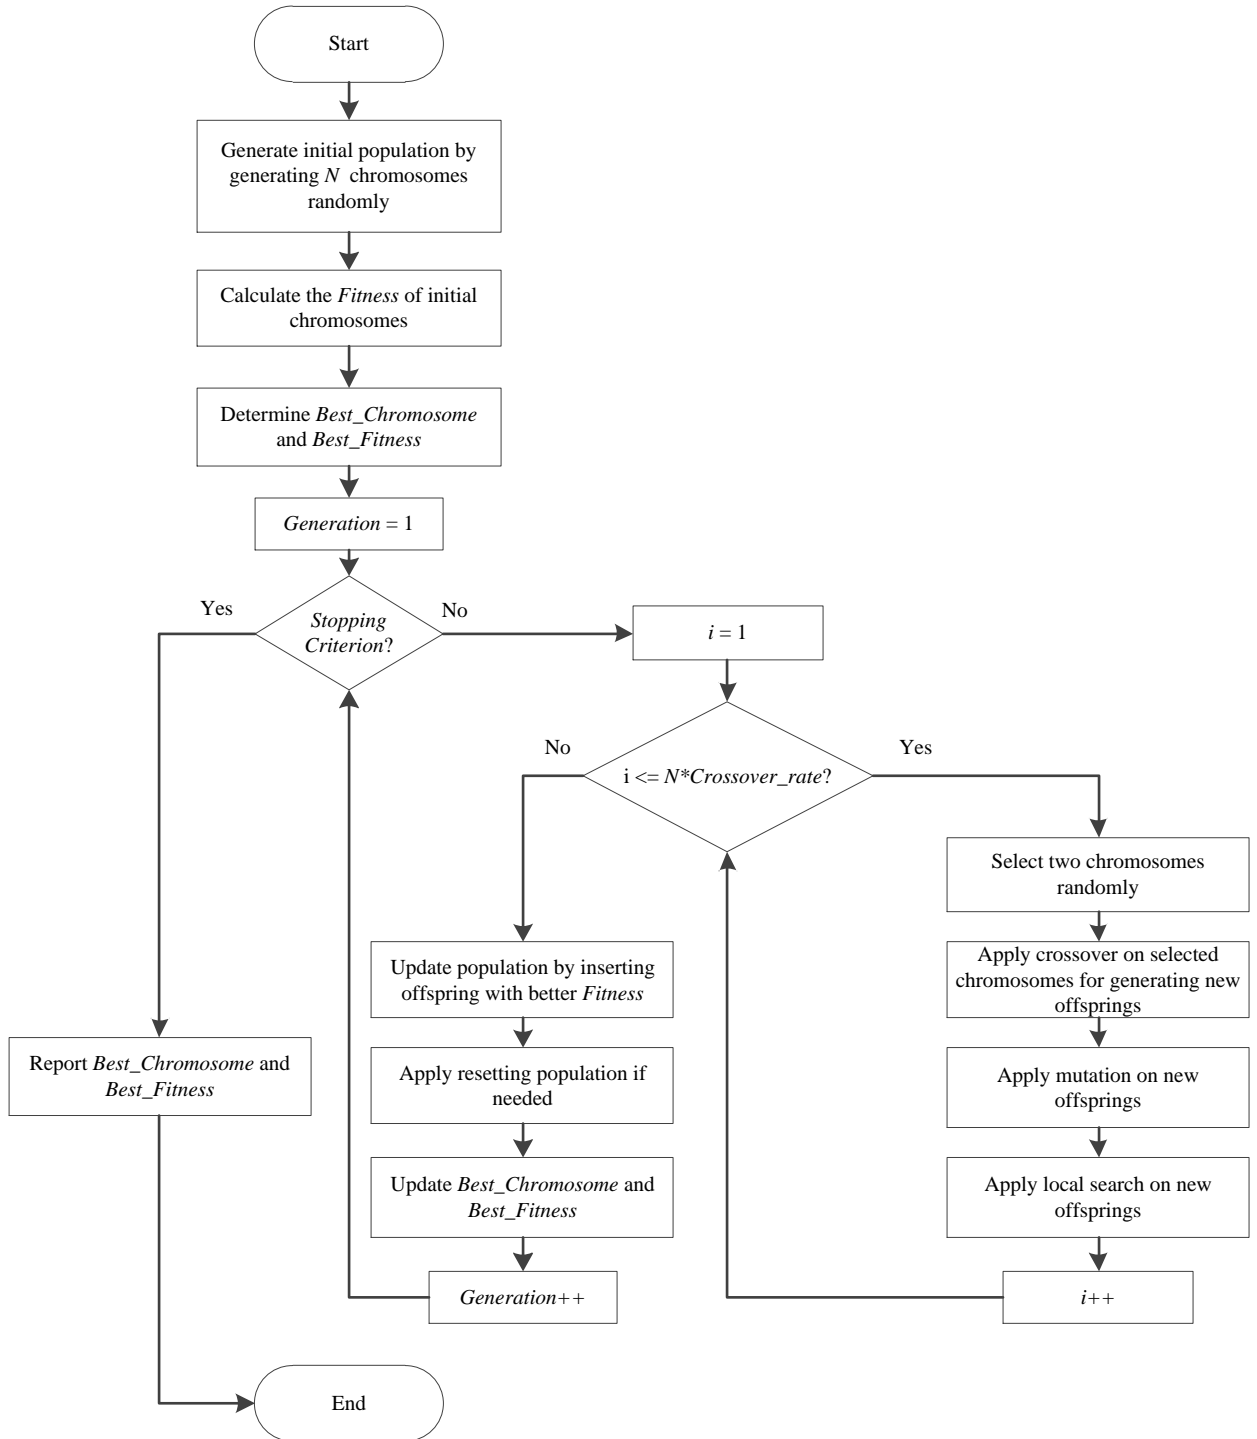 Start
Generate initial population by
generating N chromosomes
randomly
Calculate the Fitness of initial
chromosomes
Determine Best_Chromosome
and Best_Fitness
Generation = 1
Stopping
Criterion?
Yes
No
i = 1
i <= N*Crossover_rate?
No
Yes
Select two chromosomes
randomly
Apply crossover on selected
chromosomes for generating new
offsprings
Apply mutation on new
offsprings
Apply local search on new
offsprings
i++
Update population by inserting
offspring with better Fitness
Apply resetting population if
needed
Update Best_Chromosome and
Best_Fitness
Generation++
Report Best_Chromosome and
Best_Fitness
End